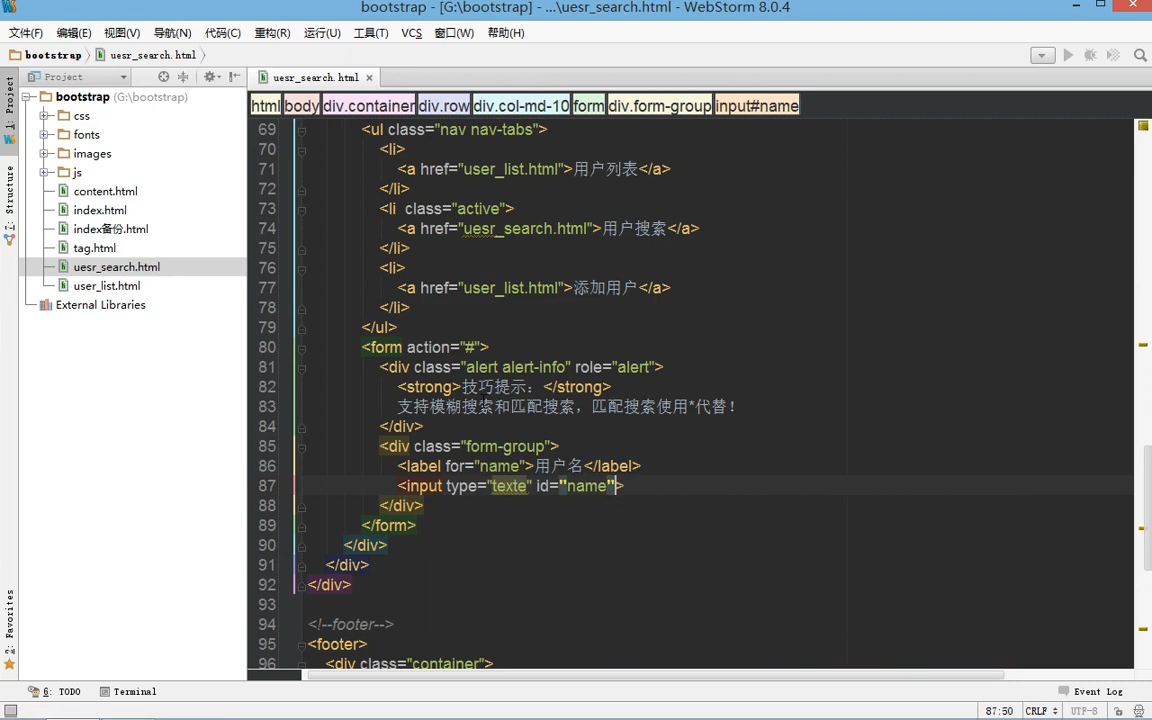 bootstrap - [G:\bootstrap] - ...\uesr_search.html - WebStorm 8.0.4
文件(F) 编辑(E) 视图(V) 导航(N) 代码(C) 重构(R) 运行(U) 工具(T) VCS 窗口(W) 帮助(H)
bootstrap uesr_search.html
Project uesr_search.html
1: Project
7: Structure
2: Favorites
bootstrap (G:\bootstrap)
css
fonts
images
js
content.html
index.html
index备份.html
tag.html
uesr_search.html
user_list.html
External Libraries
html body div.container div.row div.col-md-10 form div.form-group input#name
69 <ul class="nav nav-tabs">
70 <li>
71 <a href="user_list.html">用户列表</a>
72 </li>
73 <li  class="active">
74 <a href="uesr_search.html">用户搜索</a>
75 </li>
76 <li>
77 <a href="user_list.html">添加用户</a>
78 </li>
79 </ul>
80 <form action="#">
81 <div class="alert alert-info" role="alert">
82 <strong>技巧提示：</strong>
83 支持模糊搜索和匹配搜索，匹配搜索使用*代替！
84 </div>
85 <div class="form-group">
86 <label for="name">用户名</label>
87 <input type="texte" id="name">
88 </div>
89 </form>
90 </div>
91 </div>
92 </div>
93
94 <!--footer-->
95 <footer>
96 <div class="container">
6: TODO Terminal Event Log
87:50 CRLF UTF-8